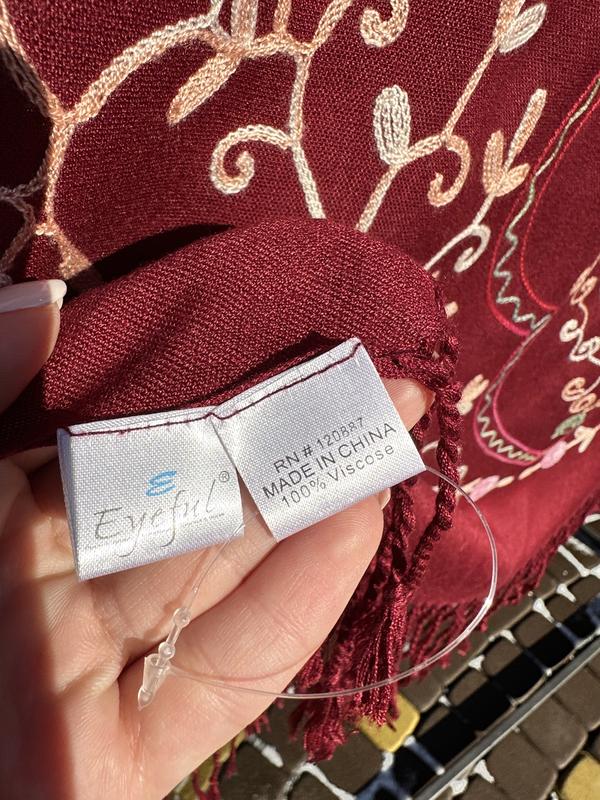 Eyeful®
RN # 120887
MADE IN CHINA
100% Viscose